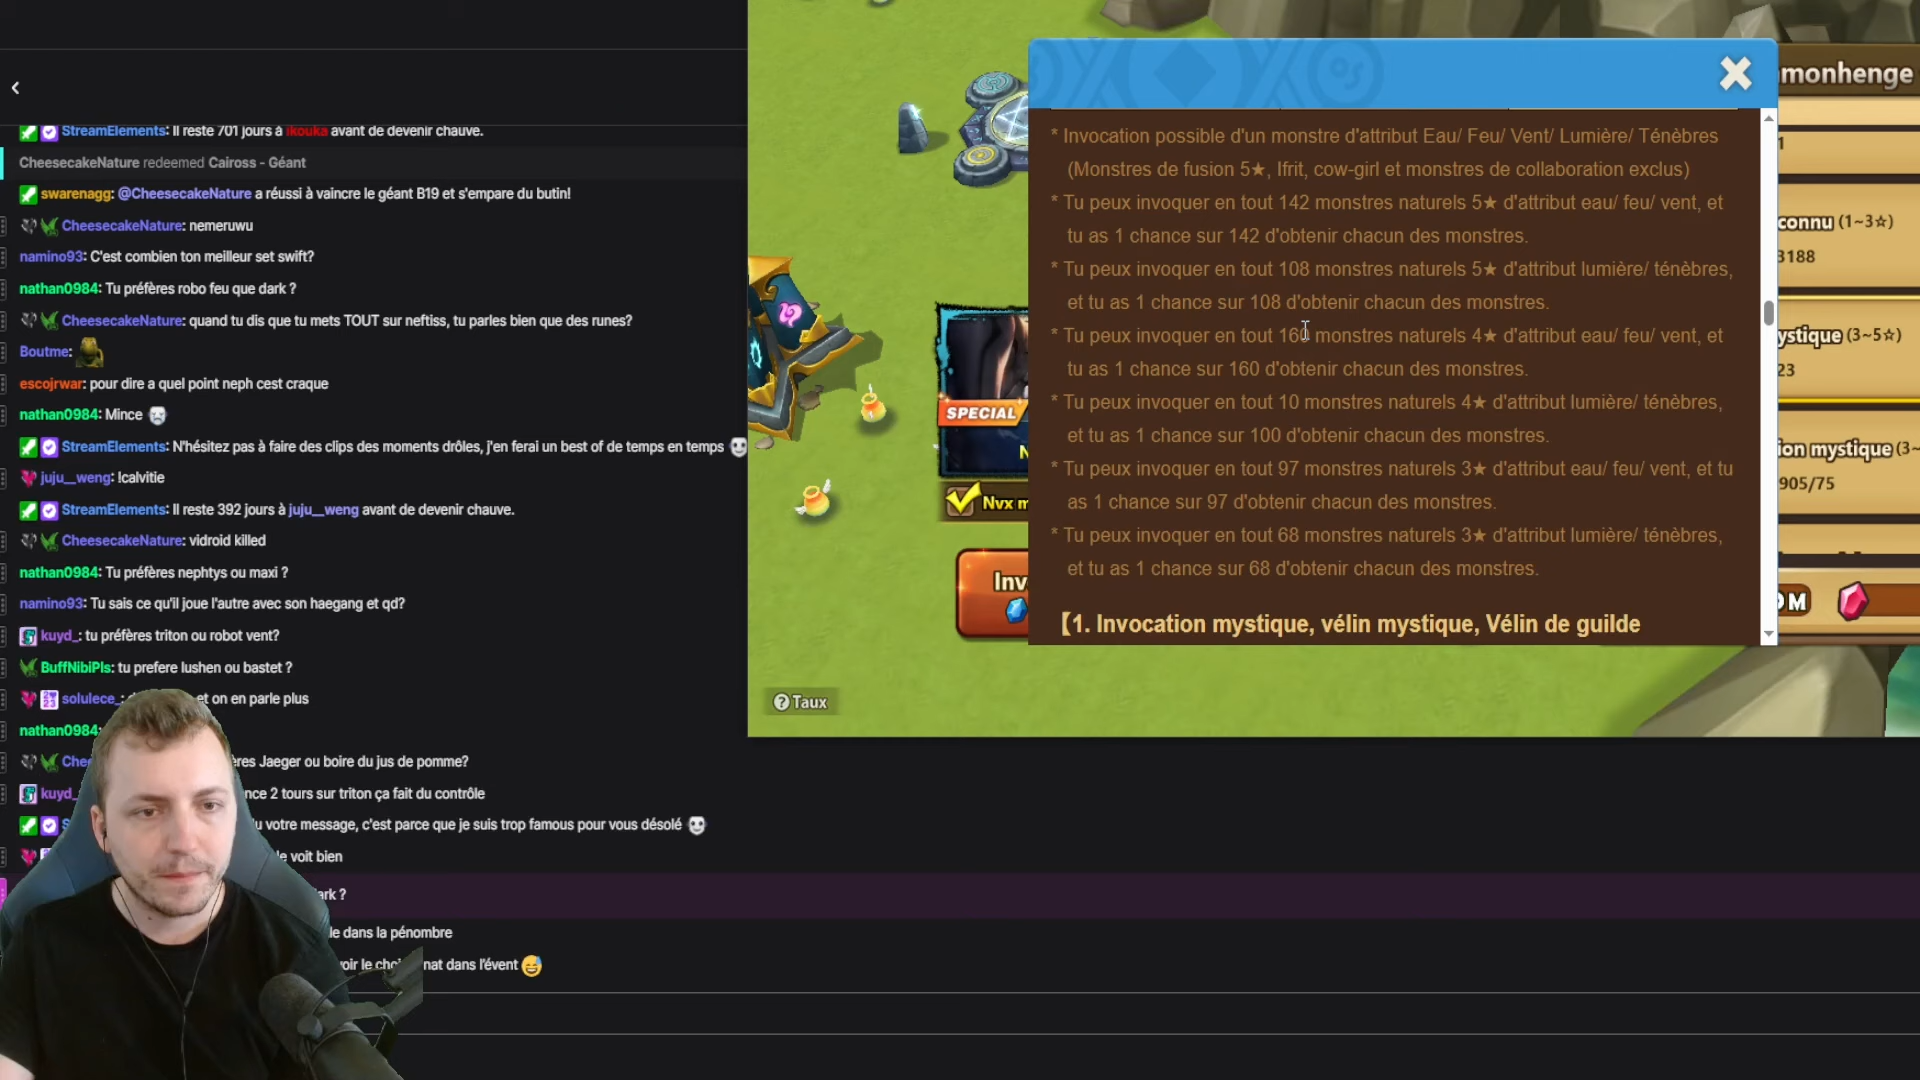 StreamElements: Il reste 701 jours à ikouka avant de devenir chauve.
CheesecakeNature redeemed Caiross - Géant
swarenagg: @CheesecakeNature a réussi à vaincre le géant B19 et s'empare du butin!
CheesecakeNature: nemeruwu
namino93: C'est combien ton meilleur set swift?
nathan0984: Tu préfères robo feu que dark ?
CheesecakeNature: quand tu dis que tu mets TOUT sur neftiss, tu parles bien que des runes?
Boutme:
escojrwar: pour dire a quel point neph cest craque
nathan0984: Mince
StreamElements: N'hésitez pas à faire des clips des moments drôles, j'en ferai un best of de temps en temps
juju__weng: !calvitie
StreamElements: Il reste 392 jours à juju__weng avant de devenir chauve.
CheesecakeNature: vidroid killed
nathan0984: Tu préfères nephtys ou maxi ?
namino93: Tu sais ce qu'il joue l'autre avec son haegang et qd?
kuyd_: tu préfères triton ou robot vent?
BuffNibiPls: tu prefere lushen ou bastet ?
solulece_: et on en parle plus
nathan0984:
Chee res Jaeger ou boire du jus de pomme?
kuyd_ nce 2 tours sur triton ça fait du contrôle
S u votre message, c'est parce que je suis trop famous pour vous désolé
le voit bien
ark ?
le dans la pénombre
voir le choi nat dans l'évent
* Invocation possible d'un monstre d'attribut Eau/ Feu/ Vent/ Lumière/ Ténèbres
(Monstres de fusion 5★, Ifrit, cow-girl et monstres de collaboration exclus)
* Tu peux invoquer en tout 142 monstres naturels 5★ d'attribut eau/ feu/ vent, et
tu as 1 chance sur 142 d'obtenir chacun des monstres.
* Tu peux invoquer en tout 108 monstres naturels 5★ d'attribut lumière/ ténèbres,
et tu as 1 chance sur 108 d'obtenir chacun des monstres.
* Tu peux invoquer en tout 160 monstres naturels 4★ d'attribut eau/ feu/ vent, et
tu as 1 chance sur 160 d'obtenir chacun des monstres.
* Tu peux invoquer en tout 10 monstres naturels 4★ d'attribut lumière/ ténèbres,
et tu as 1 chance sur 100 d'obtenir chacun des monstres.
* Tu peux invoquer en tout 97 monstres naturels 3★ d'attribut eau/ feu/ vent, et tu
as 1 chance sur 97 d'obtenir chacun des monstres.
* Tu peux invoquer en tout 68 monstres naturels 3★ d'attribut lumière/ ténèbres,
et tu as 1 chance sur 68 d'obtenir chacun des monstres.
【1. Invocation mystique, vélin mystique, Vélin de guilde
SPECIAL
N
Nvx m
Inv
? Taux
monhenge
1
connu (1~3☆)
3188
ystique (3~5☆)
23
ion mystique (3~
905/75
OM